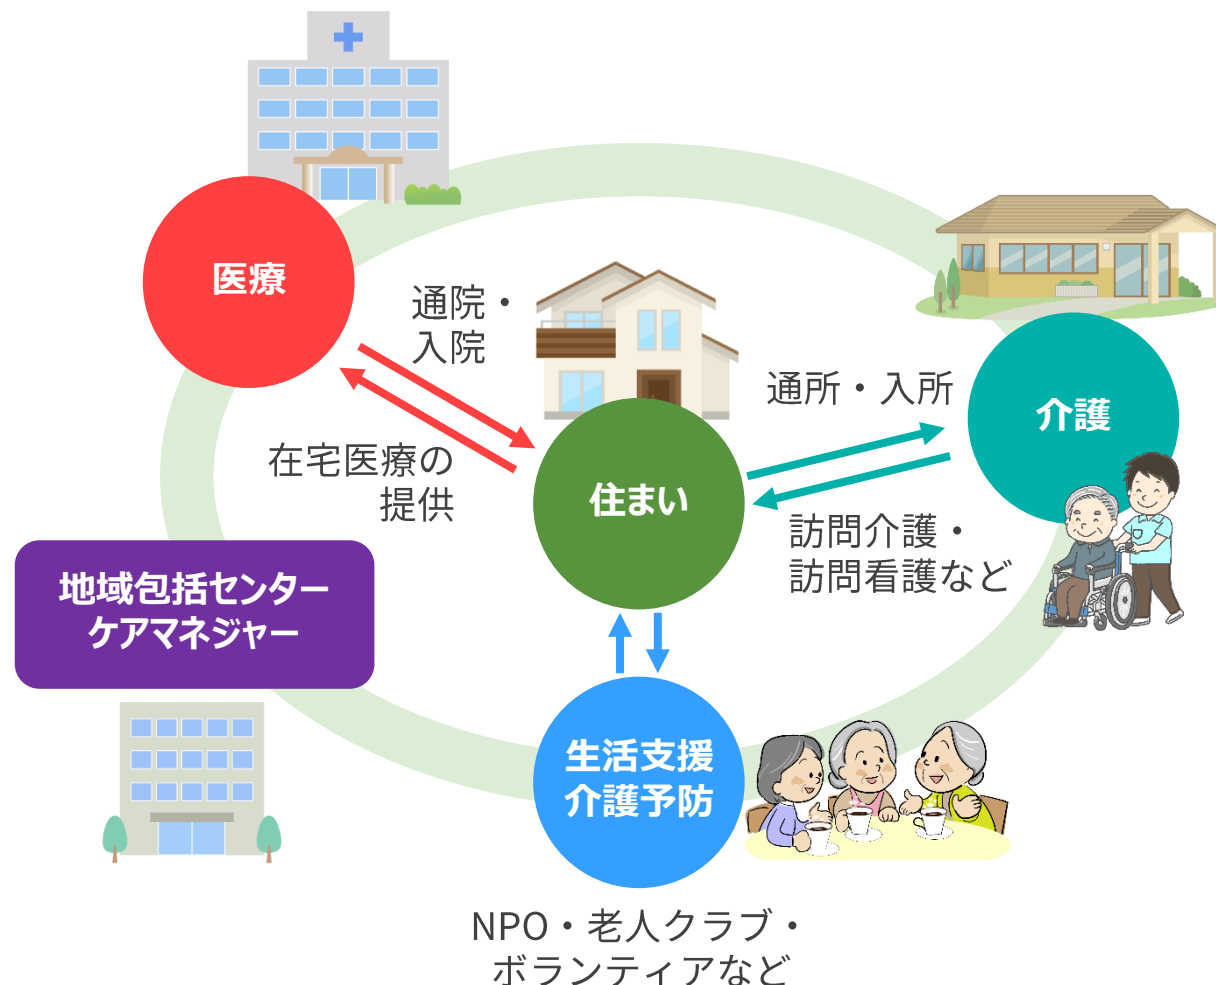 医療
通院・
入院
在宅医療の
提供
住まい
通所・入所
介護
訪問介護・
訪問看護など
地域包括センター
ケアマネジャー
生活支援
介護予防
NPO・老人クラブ・
ボランティアなど